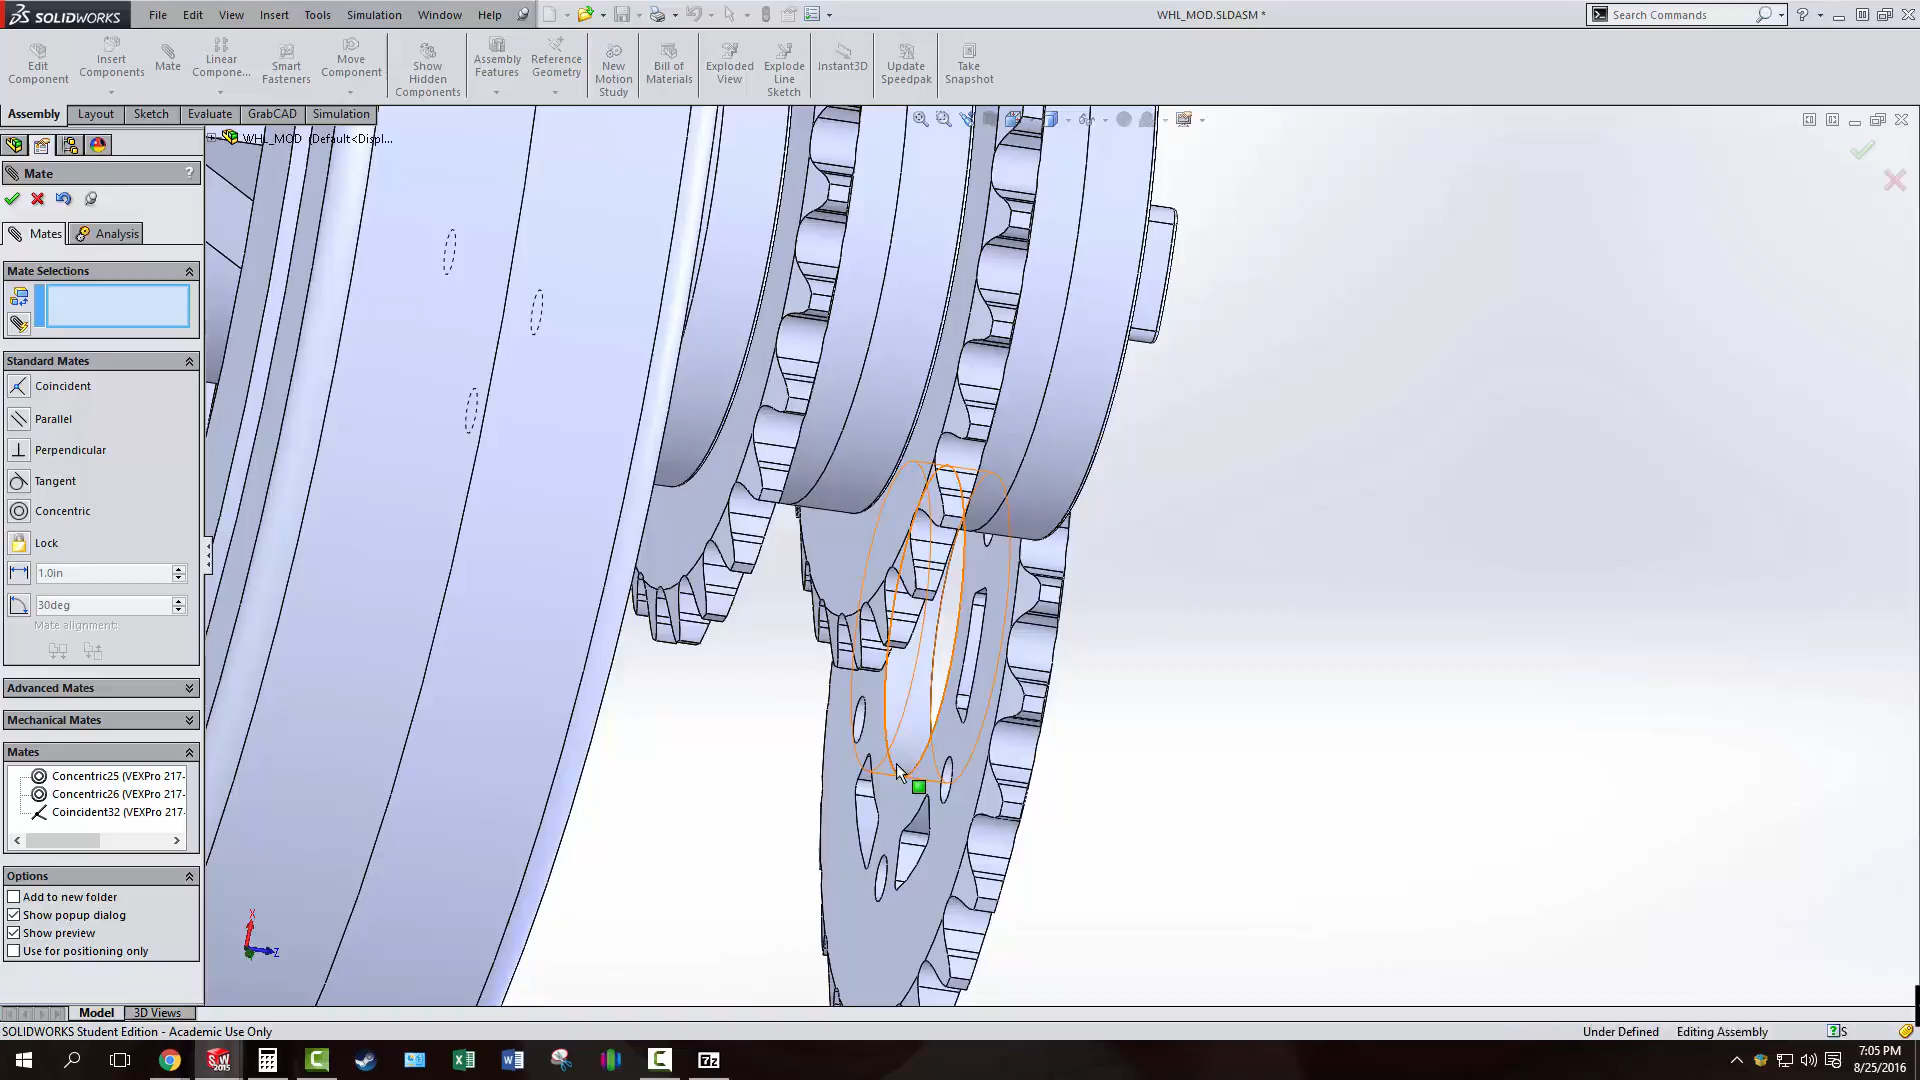 SOLIDWORKS
File Edit View Insert Tools Simulation Window Help
WHL_MOD.SLDASM *
Search Commands
Edit Component
Insert Components
Mate
Linear Compone...
Smart Fasteners
Move Component
Show Hidden Components
Assembly Features
Reference Geometry
New Motion Study
Bill of Materials
Exploded View
Explode Line Sketch
Instant3D
Update Speedpak
Take Snapshot
Assembly Layout Sketch Evaluate GrabCAD Simulation
WHL_MOD (Default<Displ...
Mate
?
Mates Analysis
Mate Selections
Standard Mates
Coincident
Parallel
Perpendicular
Tangent
Concentric
Lock
1.0in
30deg
Mate alignment:
Advanced Mates
Mechanical Mates
Mates
Concentric25 (VEXPro 217-
Concentric26 (VEXPro 217-
Coincident32 (VEXPro 217-
Options
Add to new folder
Show popup dialog
Show preview
Use for positioning only
X
Z
Model 3D Views
SOLIDWORKS Student Edition - Academic Use Only
Under Defined Editing Assembly
7:05 PM
8/25/2016